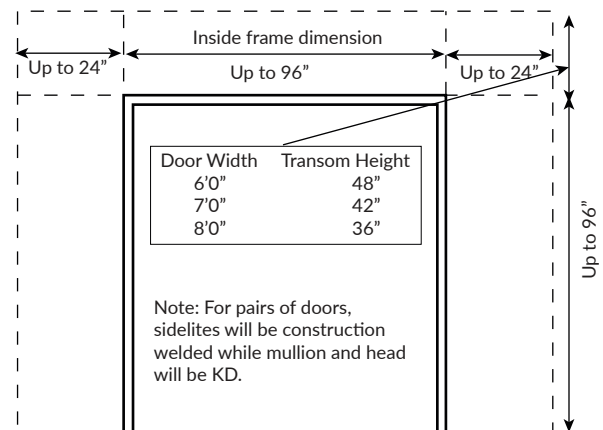 Inside frame dimension
Up to 24”
Up to 96”
Up to 24”
Door Width Transom Height
6’0” 48”
7’0” 42”
8’0” 36”
Up to 96”
Note: For pairs of doors,
sidelites will be construction
welded while mullion and head
will be KD.